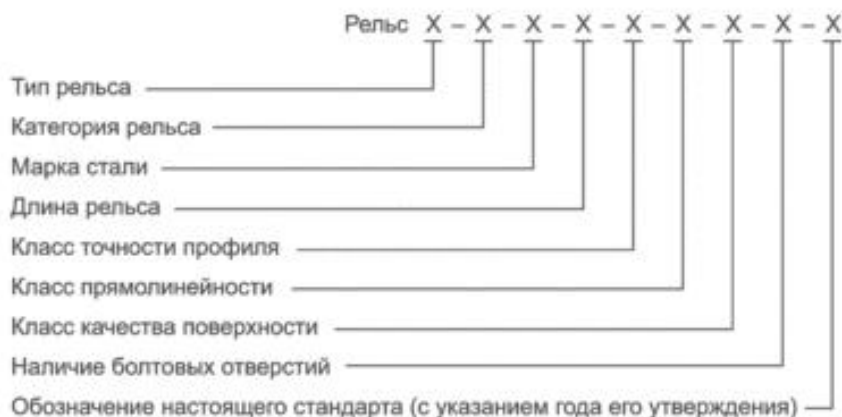 Рельс X – X – X – X – X – X – X – X – X
Тип рельса
Категория рельса
Марка стали
Длина рельса
Класс точности профиля
Класс прямолинейности
Класс качества поверхности
Наличие болтовых отверстий
Обозначение настоящего стандарта (с указанием года его утверждения)